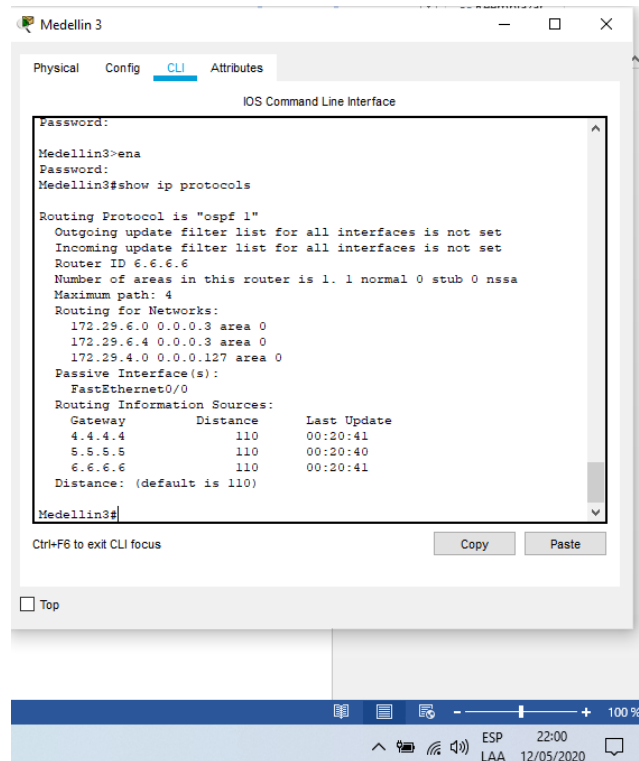 Medellin 3
Physical Config CLI Attributes
IOS Command Line Interface
Password:
Medellin3>ena
Password:
Medellin3#show ip protocols
Routing Protocol is "ospf 1"
Outgoing update filter list for all interfaces is not set
Incoming update filter list for all interfaces is not set
Router ID 6.6.6.6
Number of areas in this router is 1. 1 normal 0 stub 0 nssa
Maximum path: 4
Routing for Networks:
172.29.6.0 0.0.0.3 area 0
172.29.6.4 0.0.0.3 area 0
172.29.4.0 0.0.0.127 area 0
Passive Interface(s):
FastEthernet0/0
Routing Information Sources:
Gateway Distance Last Update
4.4.4.4 110 00:20:41
5.5.5.5 110 00:20:40
6.6.6.6 110 00:20:41
Distance: (default is 110)
Medellin3#
Ctrl+F6 to exit CLI focus
Copy Paste
Top
100 %
ESP 22:00
LAA 12/05/2020